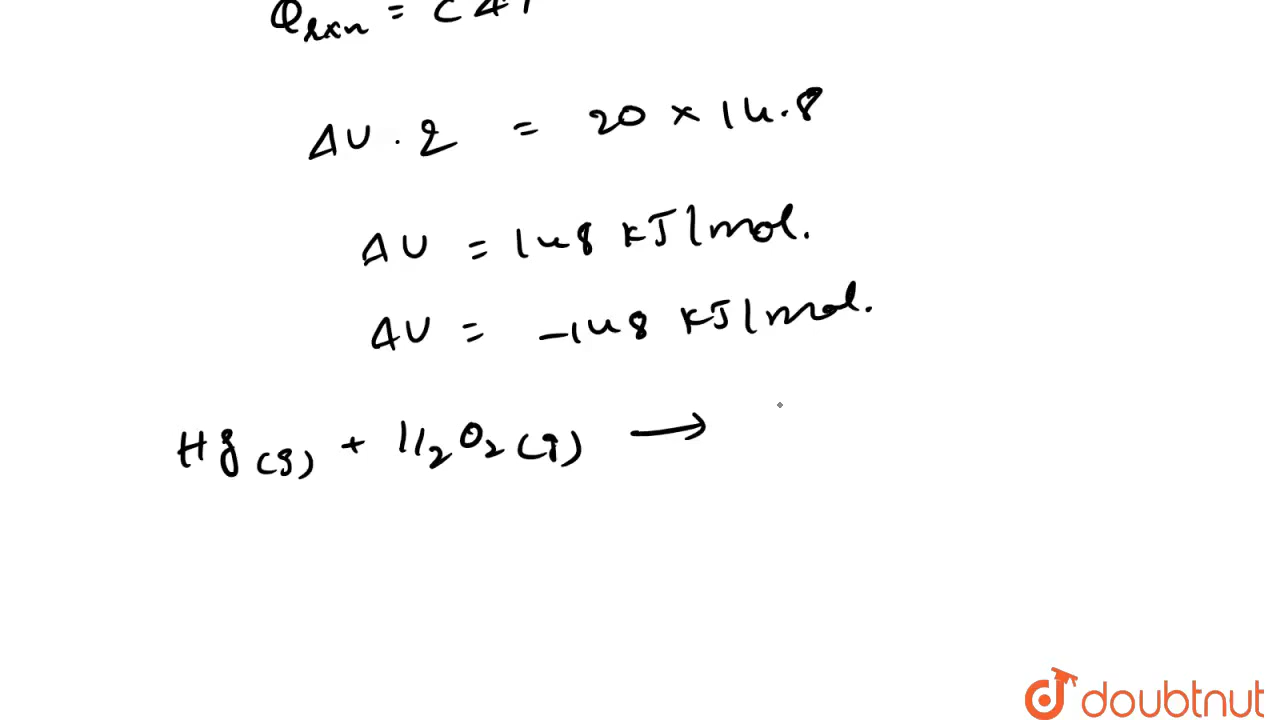 Qrxn = C ΔT
ΔU . 2 = 20 × 14.8
ΔU = 148 kJ/mol.
ΔU = -148 kJ/mol.
Hg(g) + 1/2 O2 (g) →
doubtnut